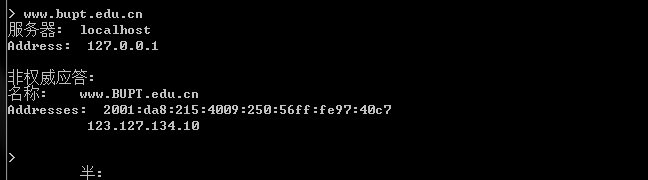 > www.bupt.edu.cn
服务器:  localhost
Address:  127.0.0.1
非权威应答:
名称:    www.BUPT.edu.cn
Addresses:  2001:da8:215:4009:250:56ff:fe97:40c7
          123.127.134.10
>
半: